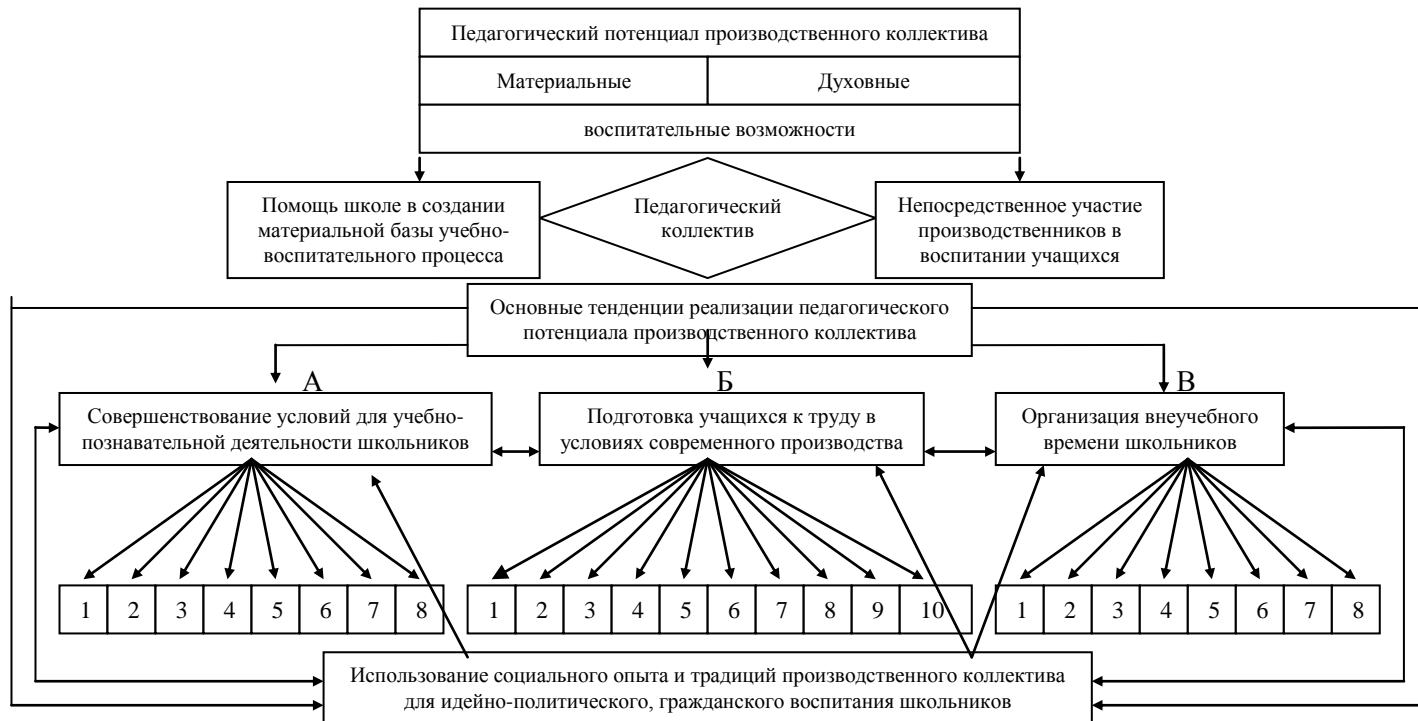 Педагогический потенциал производственного коллектива
Материальные
Духовные
воспитательные возможности
Помощь школе в создании
материальной базы учебно-
воспитательного процесса
Педагогический
коллектив
Непосредственное участие
производственников в
воспитании учащихся
Основные тенденции реализации педагогического
потенциала производственного коллектива
А
Б
В
Совершенствование условий для учебно-
познавательной деятельности школьников
Подготовка учащихся к труду в
условиях современного производства
Организация внеучебного
времени школьников
1 2 3 4 5 6 7 8
1 2 3 4 5 6 7 8 9 10
1 2 3 4 5 6 7 8
Использование социального опыта и традиций производственного коллектива
для идейно-политического, гражданского воспитания школьников